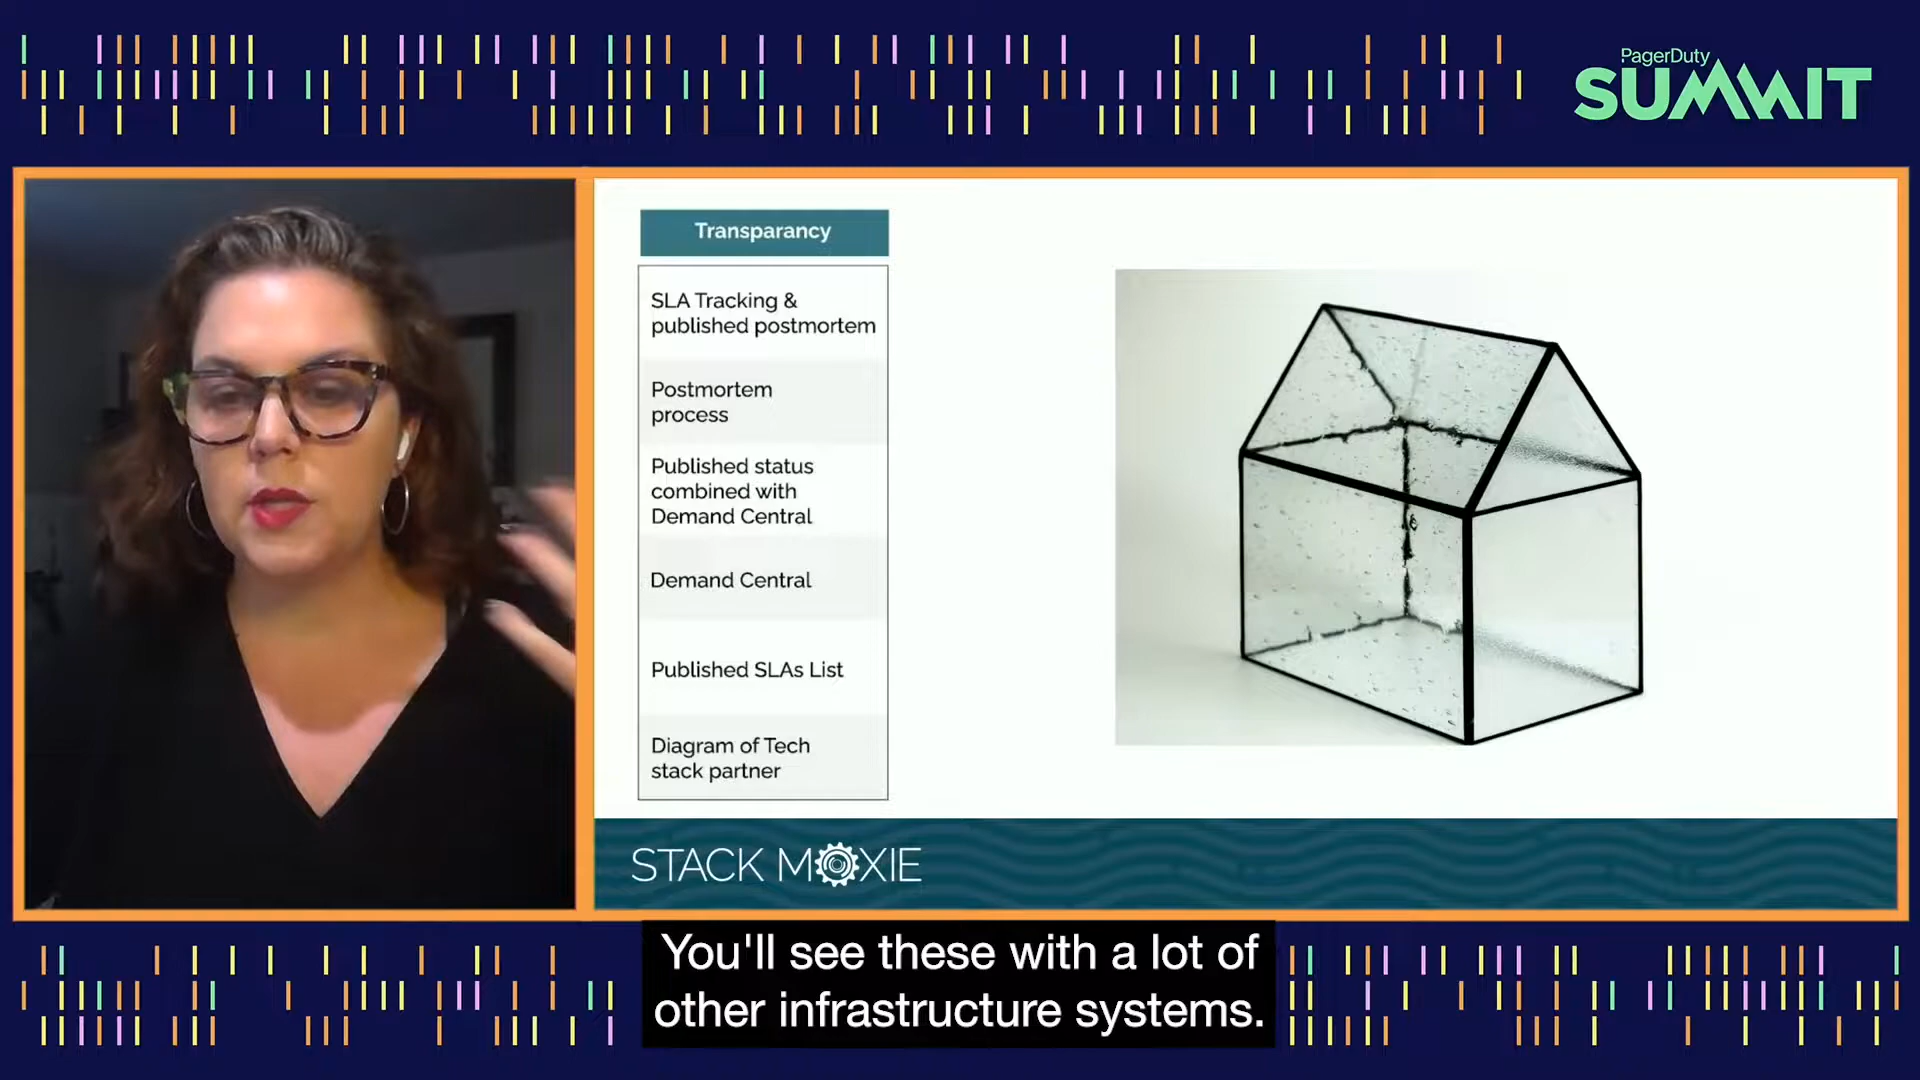 PagerDuty
SUMMIT
Transparancy
SLA Tracking &
published postmortem
Postmortem
process
Published status
combined with
Demand Central
Demand Central
Published SLAs List
Diagram of Tech
stack partner
STACK MOXIE
You'll see these with a lot of
other infrastructure systems.